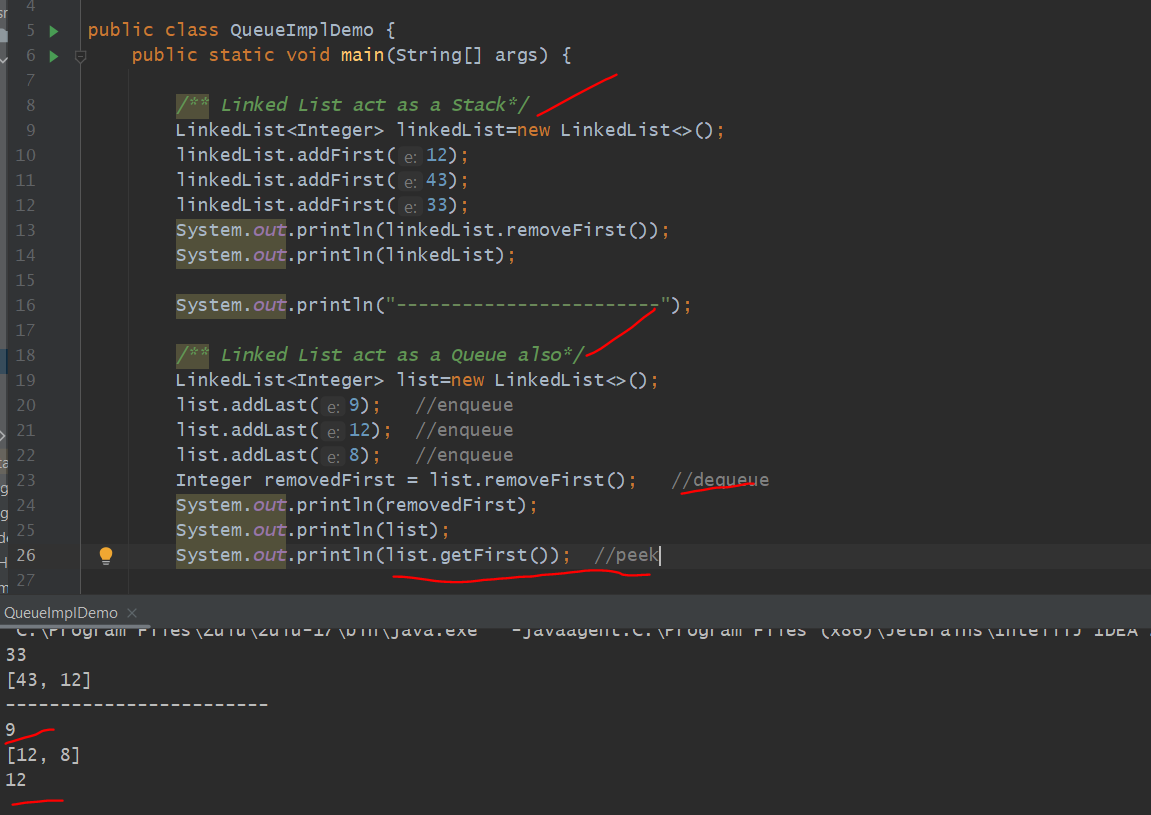 4
5 public class QueueImplDemo {
6 public static void main(String[] args) {
7
8 /** Linked List act as a Stack*/
9 LinkedList<Integer> linkedList=new LinkedList<>();
10 linkedList.addFirst( e: 12);
11 linkedList.addFirst( e: 43);
12 linkedList.addFirst( e: 33);
13 System.out.println(linkedList.removeFirst());
14 System.out.println(linkedList);
15
16 System.out.println("------------------------");
17
18 /** Linked List act as a Queue also*/
19 LinkedList<Integer> list=new LinkedList<>();
20 list.addLast( e: 9); //enqueue
21 list.addLast( e: 12); //enqueue
22 list.addLast( e: 8); //enqueue
23 Integer removedFirst = list.removeFirst(); //dequeue
24 System.out.println(removedFirst);
25 System.out.println(list);
26 System.out.println(list.getFirst()); //peek
27
QueueImplDemo ×
"C:\Program Files\Zulu\zulu-17\bin\java.exe" "-javaagent:C:\Program Files (x86)\JetBrains\IntelliJ IDEA
33
[43, 12]
------------------------
9
[12, 8]
12